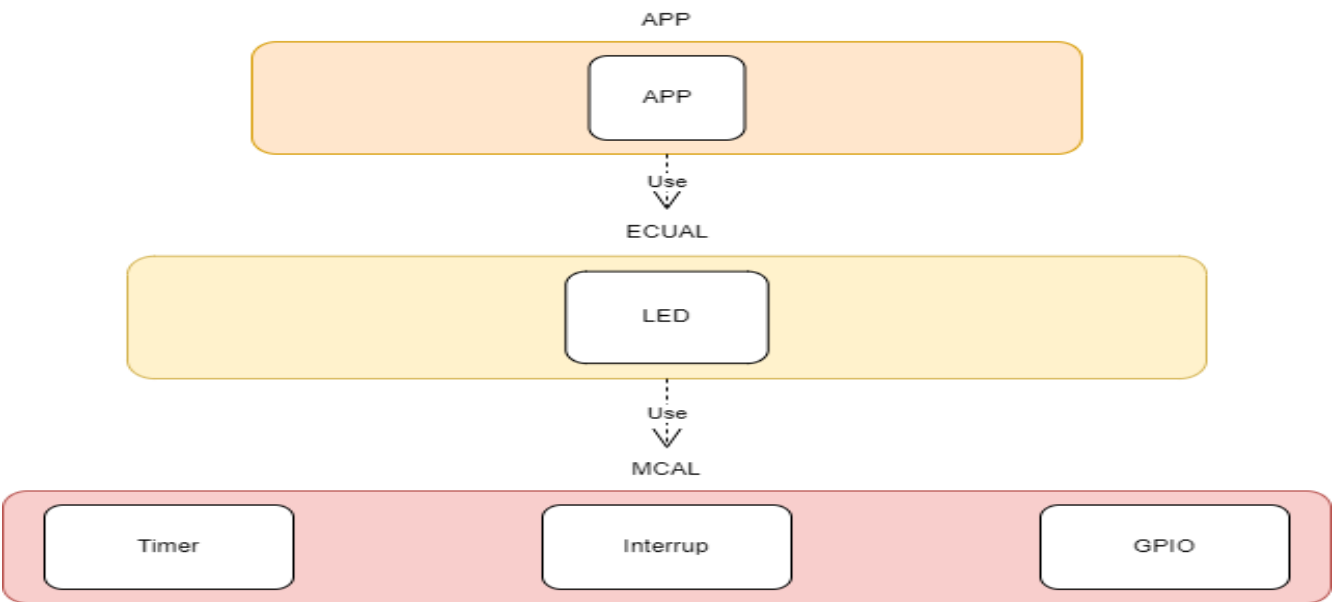 APP
APP
Use
ECUAL
LED
Use
MCAL
Timer
Interrup
GPIO